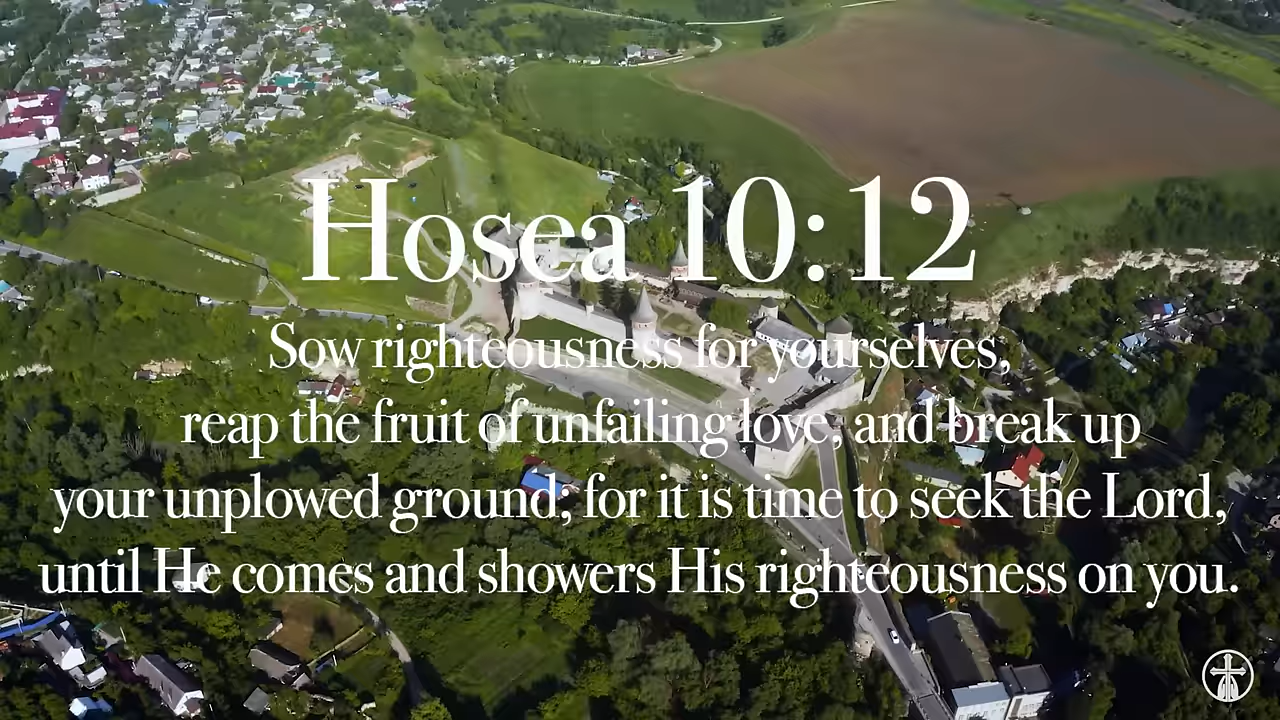 Hosea 10:12
Sow righteousness for yourselves,
reap the fruit of unfailing love, and break up
your unplowed ground; for it is time to seek the Lord,
until He comes and showers His righteousness on you.